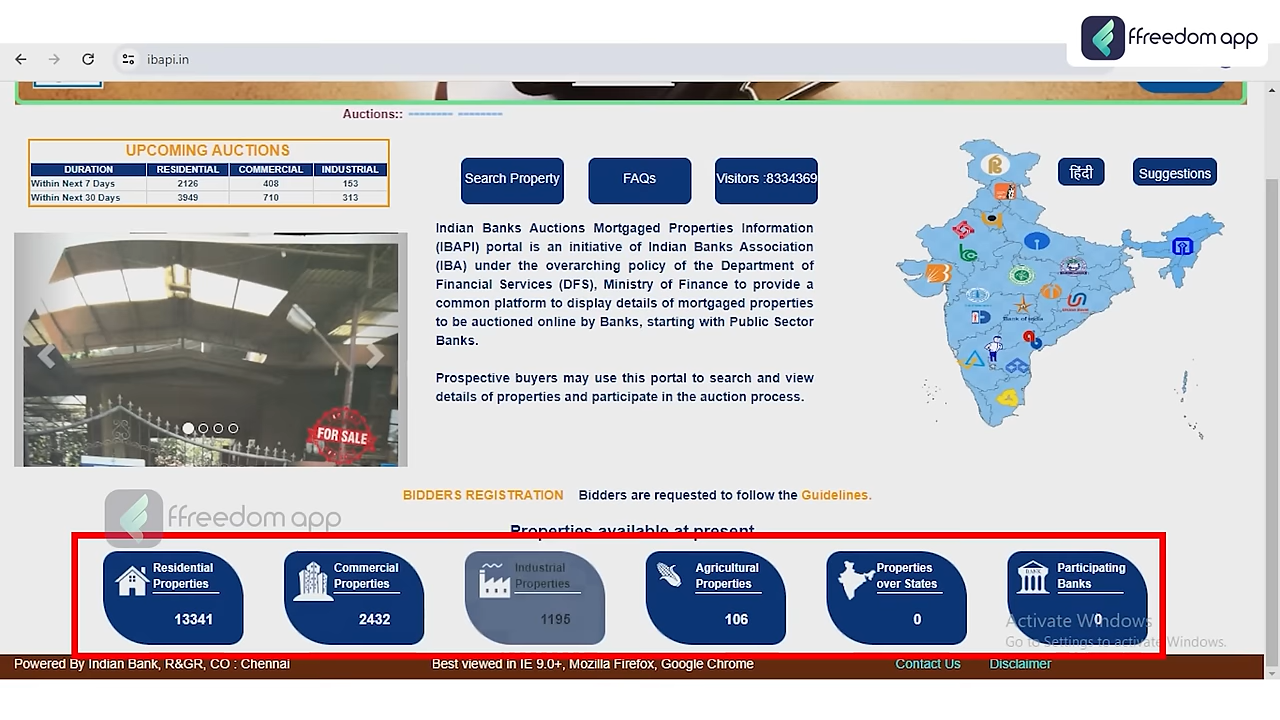 ffreedom app
ibapi.in
Auctions::
UPCOMING AUCTIONS
DURATION RESIDENTIAL COMMERCIAL INDUSTRIAL
Within Next 7 Days 2126 408 153
Within Next 30 Days 3949 710 313
Search Property
FAQs
Visitors :8334369
हिंदी
Suggestions
Indian Banks Auctions Mortgaged Properties Information
(IBAPI) portal is an initiative of Indian Banks Association
(IBA) under the overarching policy of the Department of
Financial Services (DFS), Ministry of Finance to provide a
common platform to display details of mortgaged properties
to be auctioned online by Banks, starting with Public Sector
Banks.
Prospective buyers may use this portal to search and view
details of properties and participate in the auction process.
Bank of India
FOR SALE
BIDDERS REGISTRATION Bidders are requested to follow the Guidelines.
ffreedom app
Properties available at present
Residential
Properties
13341
Commercial
Properties
2432
Industrial
Properties
1195
Agricultural
Properties
106
Properties
over States
0
BANK
Participating
Banks
0
Activate Windows
Go to Settings to activate Windows.
Powered By Indian Bank, R&GR, CO : Chennai
Best viewed in IE 9.0+, Mozilla Firefox, Google Chrome
Contact Us
Disclaimer